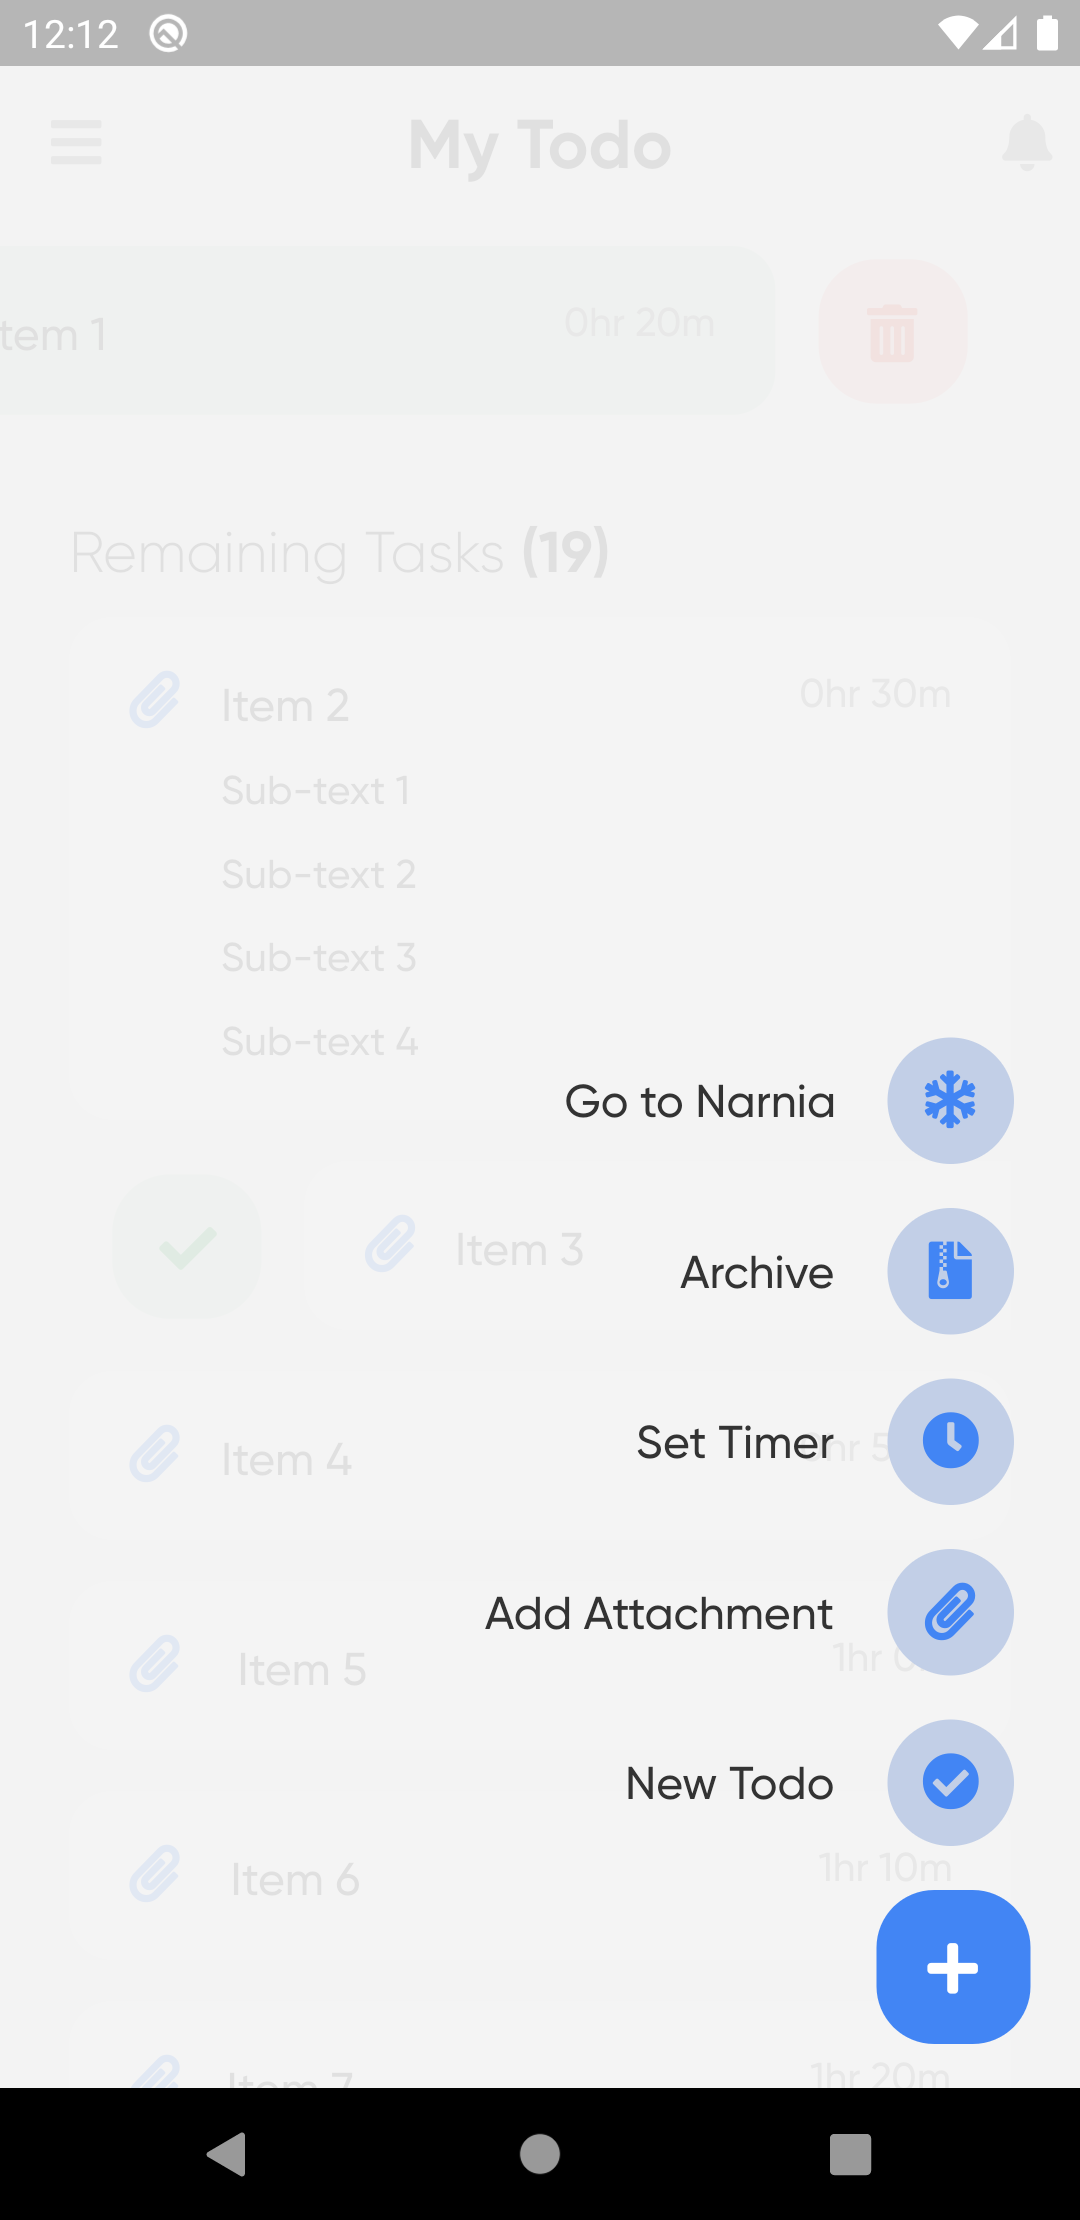 12:12
My Todo
tem 1
0hr 20m
Remaining Tasks (19)
Item 2
0hr 30m
Sub-text 1
Sub-text 2
Sub-text 3
Sub-text 4
Go to Narnia
Item 3
Archive
Item 4
Set Timer
Add Attachment
Item 5
1hr
New Todo
Item 6
1hr 10m
Item 7
1hr 20m